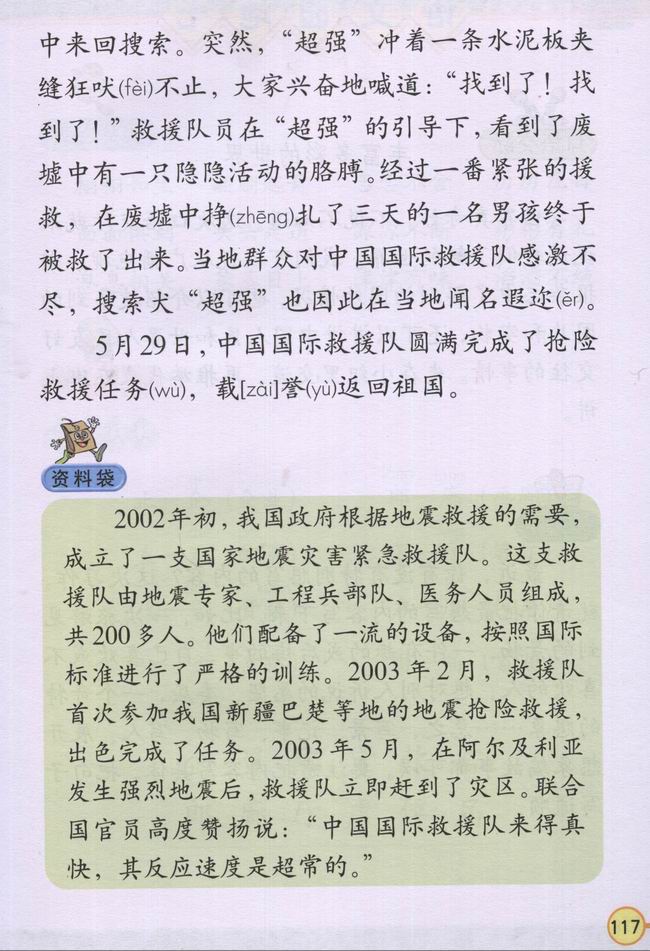 中来回搜索。突然，“超强”冲着一条水泥板夹
缝狂吠(fèi)不止，大家兴奋地喊道：“找到了！找
到了！”救援队员在“超强”的引导下，看到了废
墟中有一只隐隐活动的胳膊。经过一番紧张的援
救，在废墟中挣(zhēng)扎了三天的一名男孩终于
被救了出来。当地群众对中国国际救援队感激不
尽，搜索犬“超强”也因此在当地闻名遐迩(ěr)。
5月29日，中国国际救援队圆满完成了抢险
救援任务(wù)，载[zài]誉(yù)返回祖国。
资料袋
2002年初，我国政府根据地震救援的需要，
成立了一支国家地震灾害紧急救援队。这支救
援队由地震专家、工程兵部队、医务人员组成，
共200多人。他们配备了一流的设备，按照国际
标准进行了严格的训练。2003年2月，救援队
首次参加我国新疆巴楚等地的地震抢险救援，
出色完成了任务。2003年5月，在阿尔及利亚
发生强烈地震后，救援队立即赶到了灾区。联合
国官员高度赞扬说：“中国国际救援队来得真
快，其反应速度是超常的。”
117